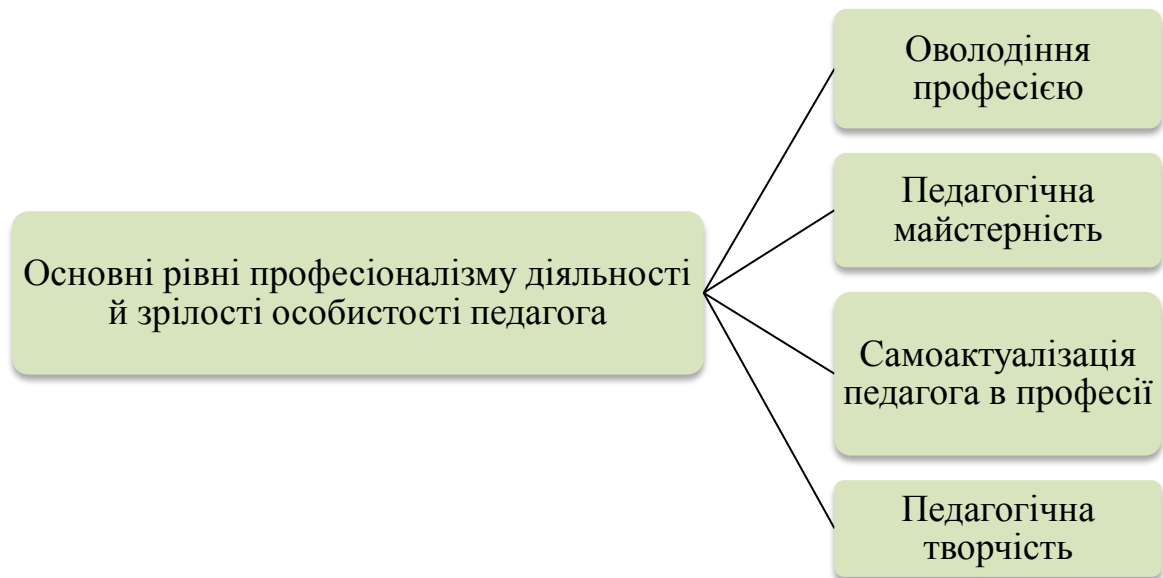 Основні рівні професіоналізму діяльності
й зрілості особистості педагога
Оволодіння
професією
Педагогічна
майстерність
Самоактуалізація
педагога в професії
Педагогічна
творчість